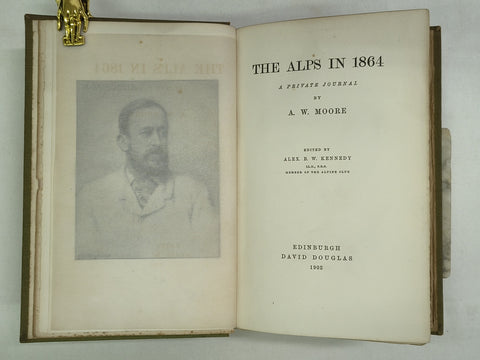 THE ALPS IN 1864
A PRIVATE JOURNAL
BY
A. W. MOORE
EDITED BY
ALEX. B. W. KENNEDY
LL.D., F.R.S.
MEMBER OF THE ALPINE CLUB
EDINBURGH
DAVID DOUGLAS
1902